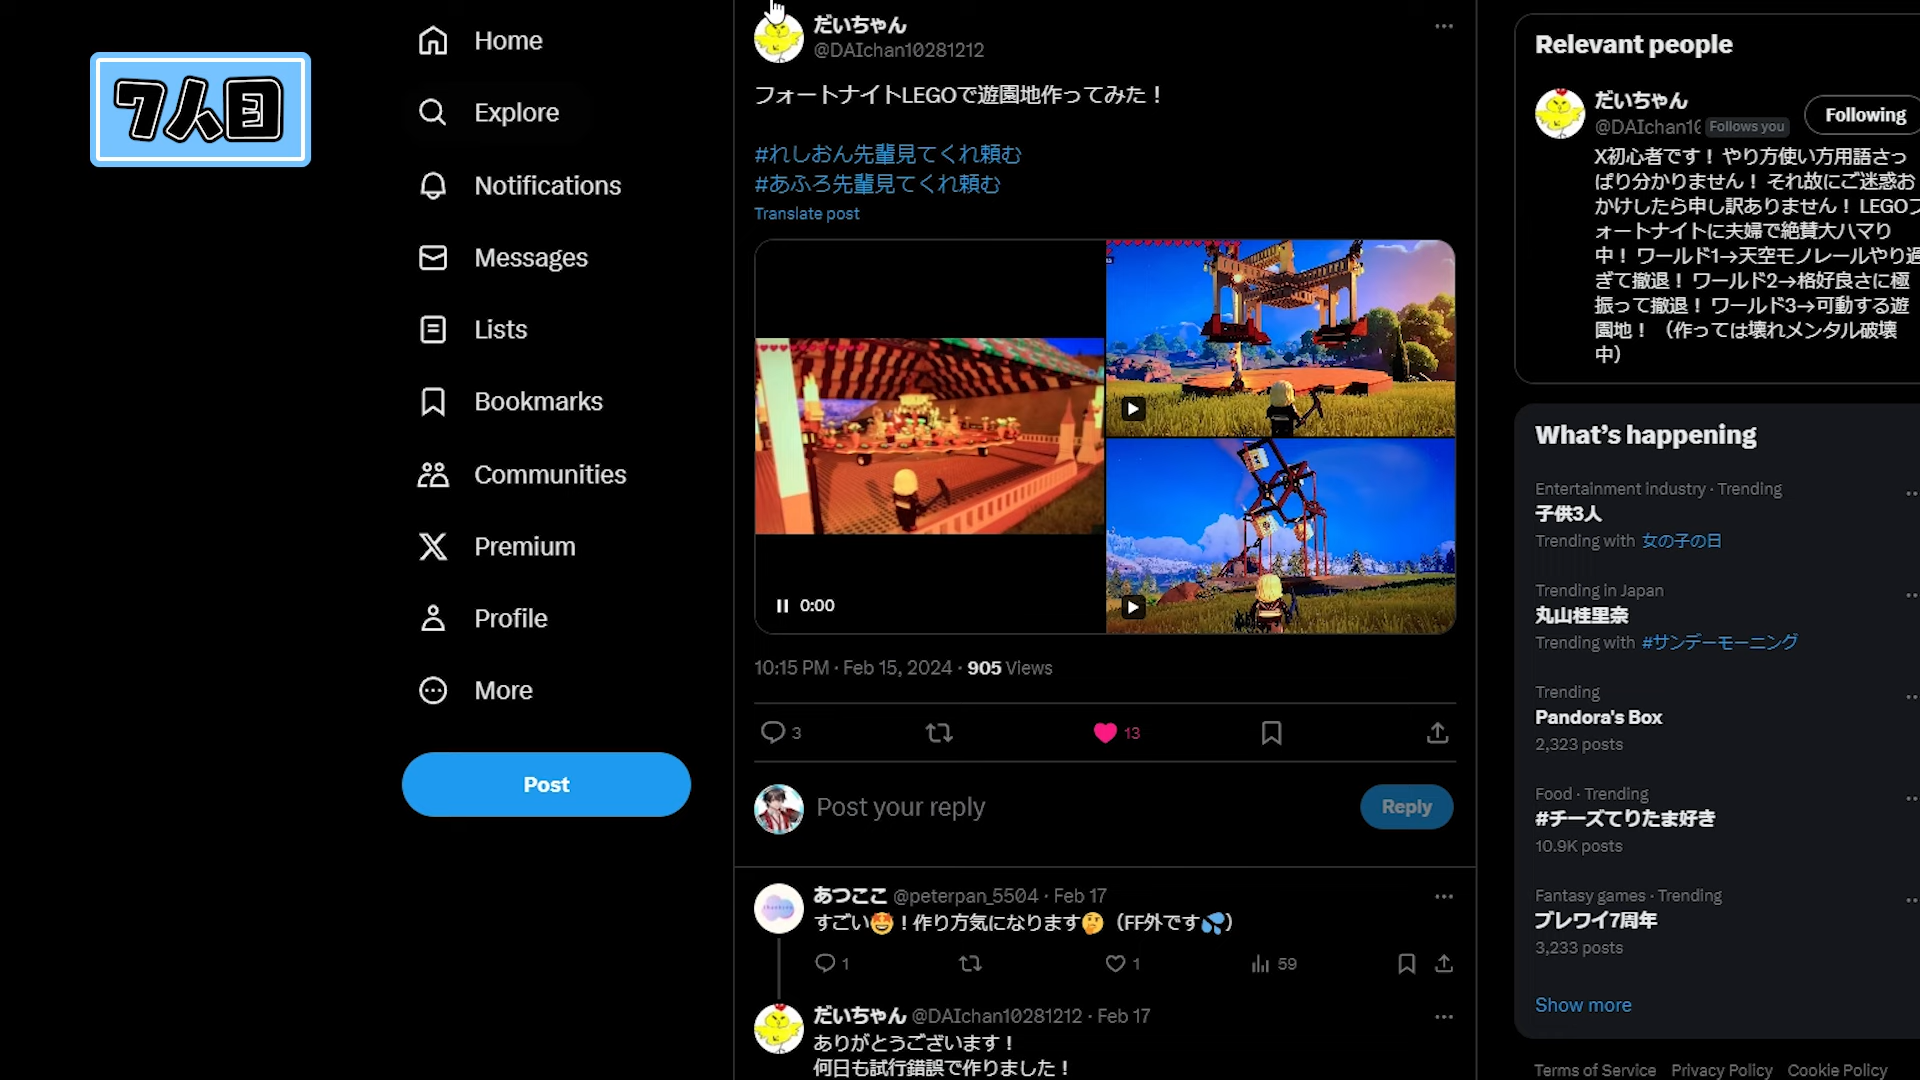 7人目
Home
Explore
Notifications
Messages
Lists
Bookmarks
Communities
Premium
Profile
More
Post
だいちゃん
@DAIchan10281212
フォートナイトLEGOで遊園地作ってみた！
#れしおん先輩見てくれ頼む
#あふろ先輩見てくれ頼む
Translate post
0:00
10:15 PM · Feb 15, 2024 · 905 Views
3
13
Post your reply
Reply
あつここ @peterpan_5504 · Feb 17
すごい🤩！作り方気になります🤔（FF外です💦）
1
1
59
だいちゃん @DAIchan10281212 · Feb 17
ありがとうございます！
何日も試行錯誤で作りました！
Relevant people
だいちゃん
@DAIchan1 Follows you
Following
X初心者です！ やり方使い方用語さっ
ぱり分かりません！ それ故にご迷惑お
かけしたら申し訳ありません！ LEGOフ
ォートナイトに夫婦で絶賛大ハマり
中！ ワールド1→天空モノレールやり過
ぎて撤退！ ワールド2→格好良さに極
振って撤退！ ワールド3→可動する遊
園地！ （作っては壊れメンタル破壊
中）
What's happening
Entertainment industry · Trending
子供3人
Trending with 女の子の日
Trending in Japan
丸山桂里奈
Trending with #サンデーモーニング
Trending
Pandora's Box
2,323 posts
Food · Trending
#チーズてりたま好き
10.9K posts
Fantasy games · Trending
ブレワイ7周年
3,233 posts
Show more
Terms of Service Privacy Policy Cookie Policy